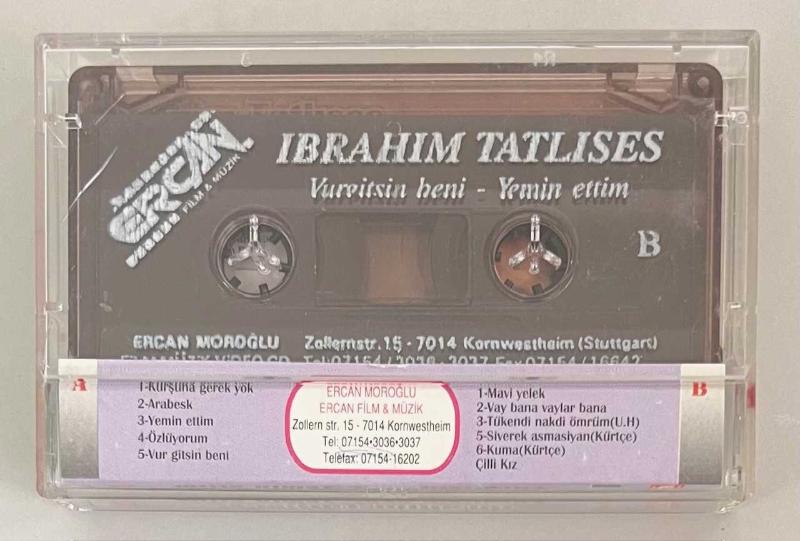 ERCAN
FİLM & MÜZİK
IBRAHIM TATLISES
Vurgitsin beni - Yemin ettim
B
ERCAN MOROĞLU Zollernstr. 15 - 7014 Kornwestheim (Stuttgart)
A
1-Kurşuna gerek yok
2-Arabesk
3-Yemin ettim
4-Özlüyorum
5-Vur gitsin beni
ERCAN MOROĞLU
ERCAN FİLM & MÜZİK
Zollern str. 15 - 7014 Kornwestheim
Tel: 07154•3036•3037
Telefax: 07154-16202
1-Mavi yelek
2-Vay bana vaylar bana
3-Tükendi nakdi ömrüm(U.H)
5-Siverek asmasiyan(Kürtçe)
6-Kuma(Kürtçe)
Çilli Kız
B